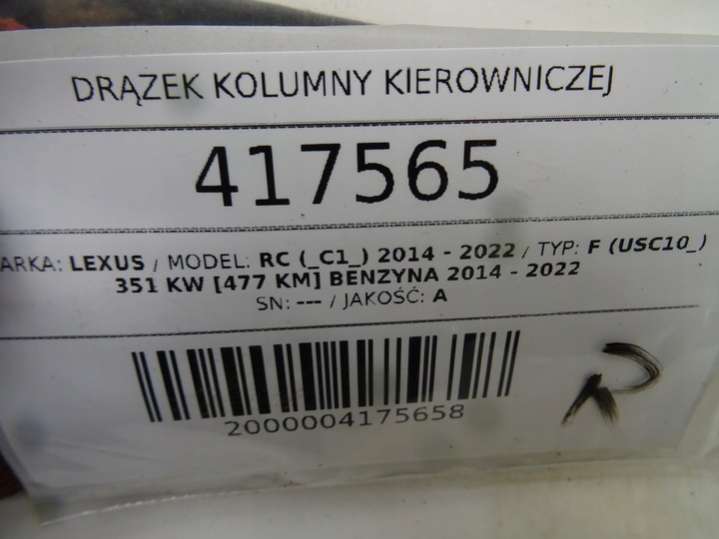 DRĄZEK KOLUMNY KIEROWNICZEJ
417565
ARKA: LEXUS / MODEL: RC (_C1_) 2014 - 2022 / TYP: F (USC10_)
351 KW [477 KM] BENZYNA 2014 - 2022
SN: --- / JAKOŚĆ: A
2000004175658
R